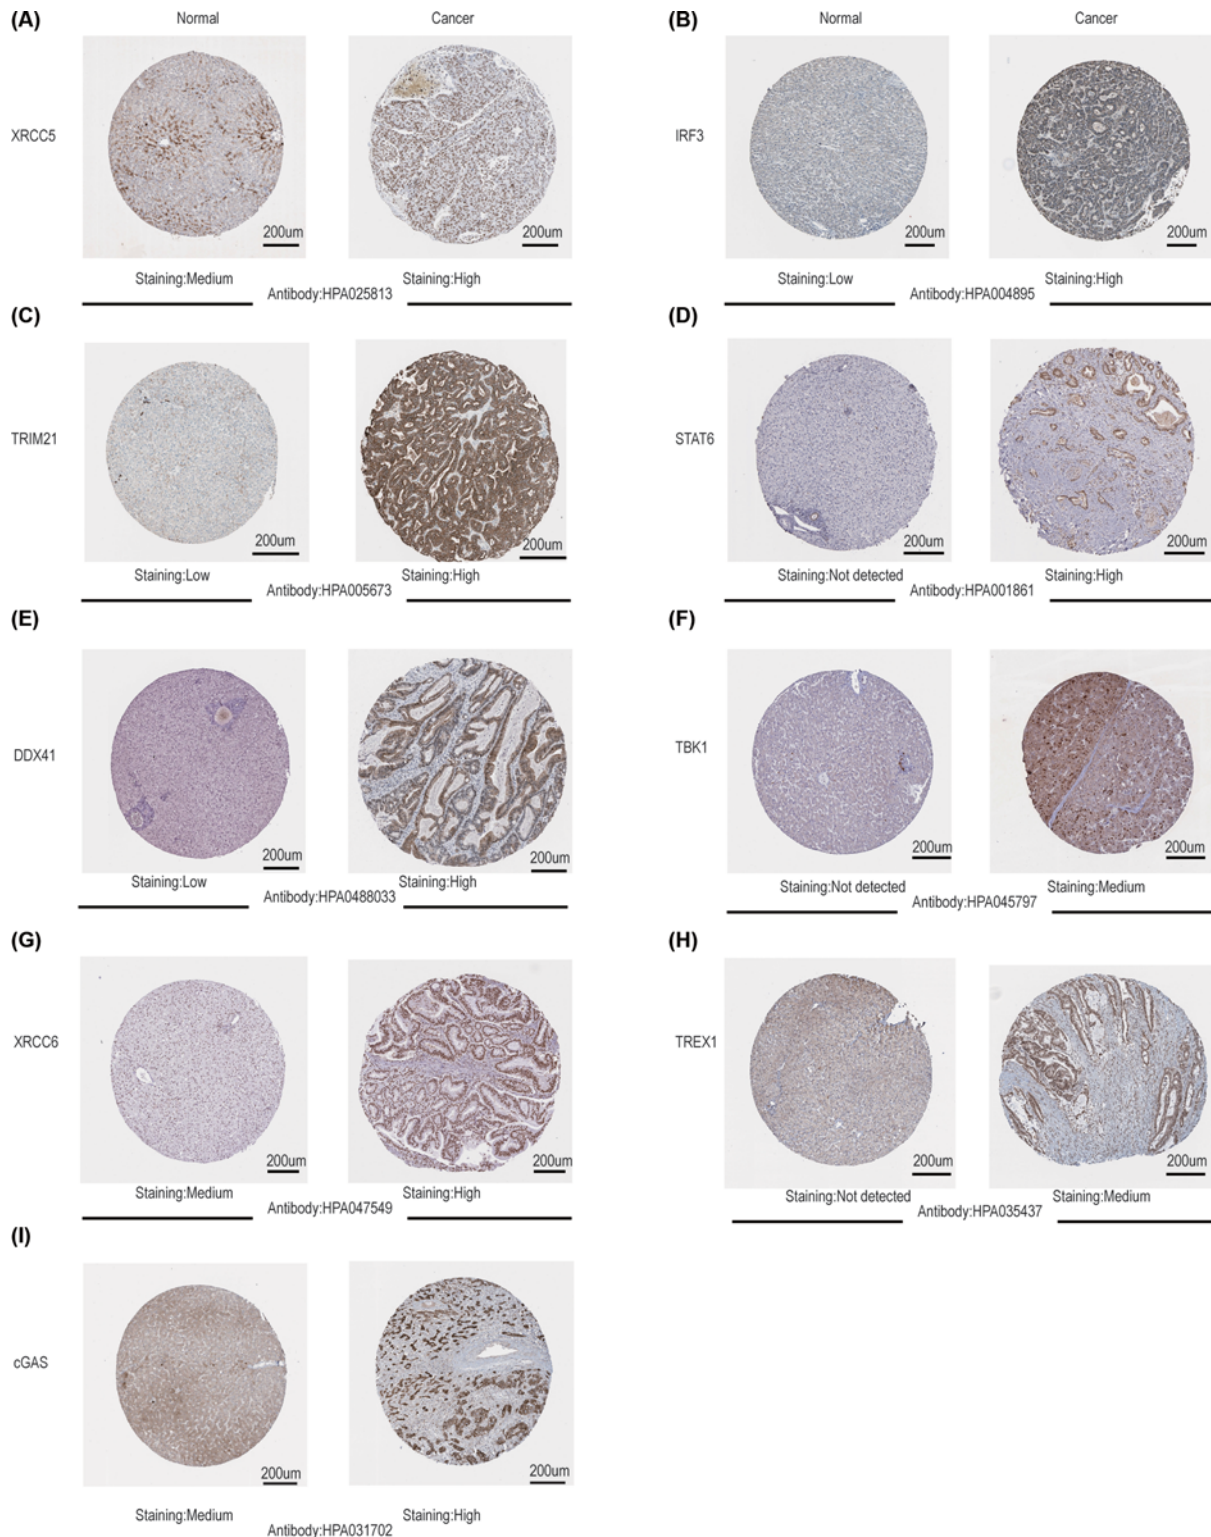 (A) Normal Cancer
XRCC5
200um 200um
Staining:Medium Staining:High
Antibody:HPA025813
(B) Normal Cancer
IRF3
200um 200um
Staining:Low Staining:High
Antibody:HPA004895
(C)
TRIM21
200um 200um
Staining:Low Staining:High
Antibody:HPA005673
(D)
STAT6
200um 200um
Staining:Not detected Staining:High
Antibody:HPA001861
(E)
DDX41
200um 200um
Staining:Low Staining:High
Antibody:HPA0488033
(F)
TBK1
200um 200um
Staining:Not detected Staining:Medium
Antibody:HPA045797
(G)
XRCC6
200um 200um
Staining:Medium Staining:High
Antibody:HPA047549
(H)
TREX1
200um 200um
Staining:Not detected Staining:Medium
Antibody:HPA035437
(I)
cGAS
200um 200um
Staining:Medium Staining:High
Antibody:HPA031702